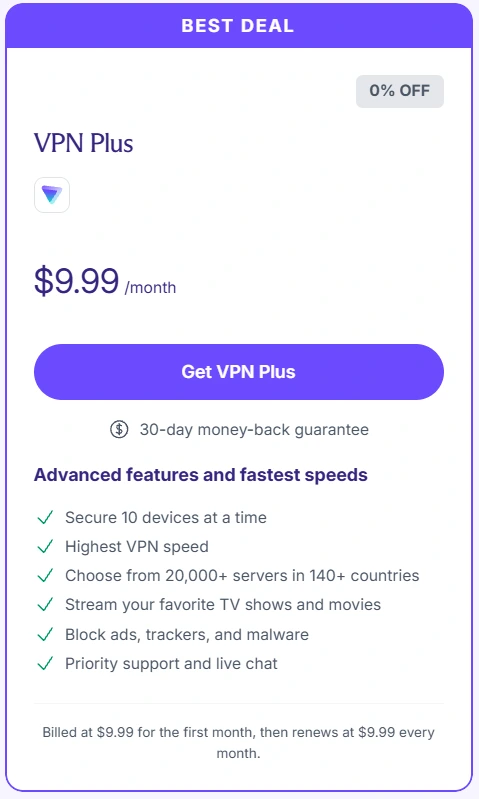 BEST DEAL
0% OFF
VPN Plus
$9.99 /month
Get VPN Plus
30-day money-back guarantee
Advanced features and fastest speeds
Secure 10 devices at a time
Highest VPN speed
Choose from 20,000+ servers in 140+ countries
Stream your favorite TV shows and movies
Block ads, trackers, and malware
Priority support and live chat
Billed at $9.99 for the first month, then renews at $9.99 every
month.